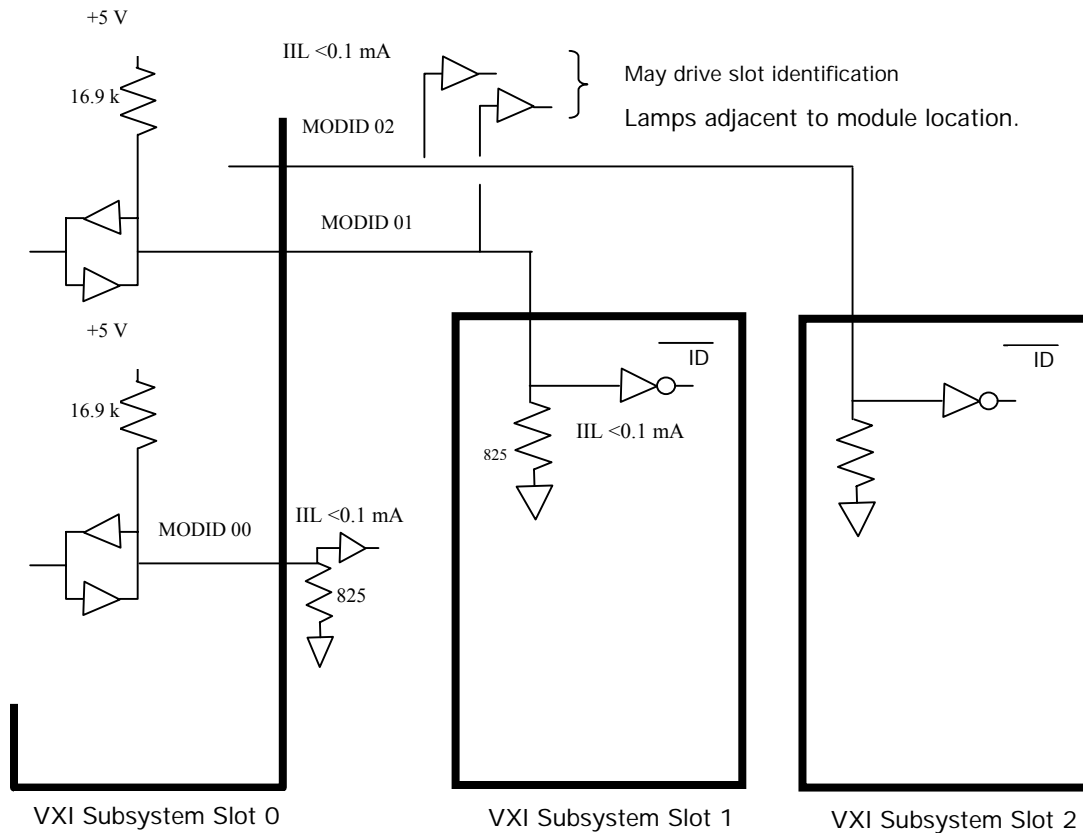 +5 V
IIL <0.1 mA
May drive slot identification
16.9 k
Lamps adjacent to module location.
MODID 02
MODID 01
+5 V
ID
ID
16.9 k
IIL <0.1 mA
825
IIL <0.1 mA
MODID 00
825
VXI Subsystem Slot 0
VXI Subsystem Slot 1
VXI Subsystem Slot 2